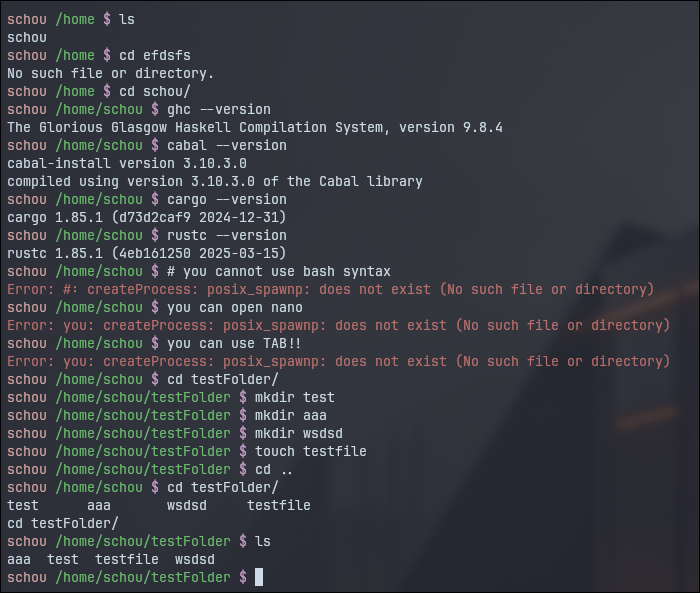 schou /home $ ls
schou
schou /home $ cd efdsfs
No such file or directory.
schou /home $ cd schou/
schou /home/schou $ ghc --version
The Glorious Glasgow Haskell Compilation System, version 9.8.4
schou /home/schou $ cabal --version
cabal-install version 3.10.3.0
compiled using version 3.10.3.0 of the Cabal library
schou /home/schou $ cargo --version
cargo 1.85.1 (d73d2caf9 2024-12-31)
schou /home/schou $ rustc --version
rustc 1.85.1 (4eb161250 2025-03-15)
schou /home/schou $ # you cannot use bash syntax
Error: #: createProcess: posix_spawnp: does not exist (No such file or directory)
schou /home/schou $ you can open nano
Error: you: createProcess: posix_spawnp: does not exist (No such file or directory)
schou /home/schou $ you can use TAB!!
Error: you: createProcess: posix_spawnp: does not exist (No such file or directory)
schou /home/schou $ cd testFolder/
schou /home/schou/testFolder $ mkdir test
schou /home/schou/testFolder $ mkdir aaa
schou /home/schou/testFolder $ mkdir wsdsd
schou /home/schou/testFolder $ touch testfile
schou /home/schou/testFolder $ cd ..
schou /home/schou $ cd testFolder/
test      aaa       wsdsd     testfile
cd testFolder/
schou /home/schou/testFolder $ ls
aaa  test  testfile  wsdsd
schou /home/schou/testFolder $